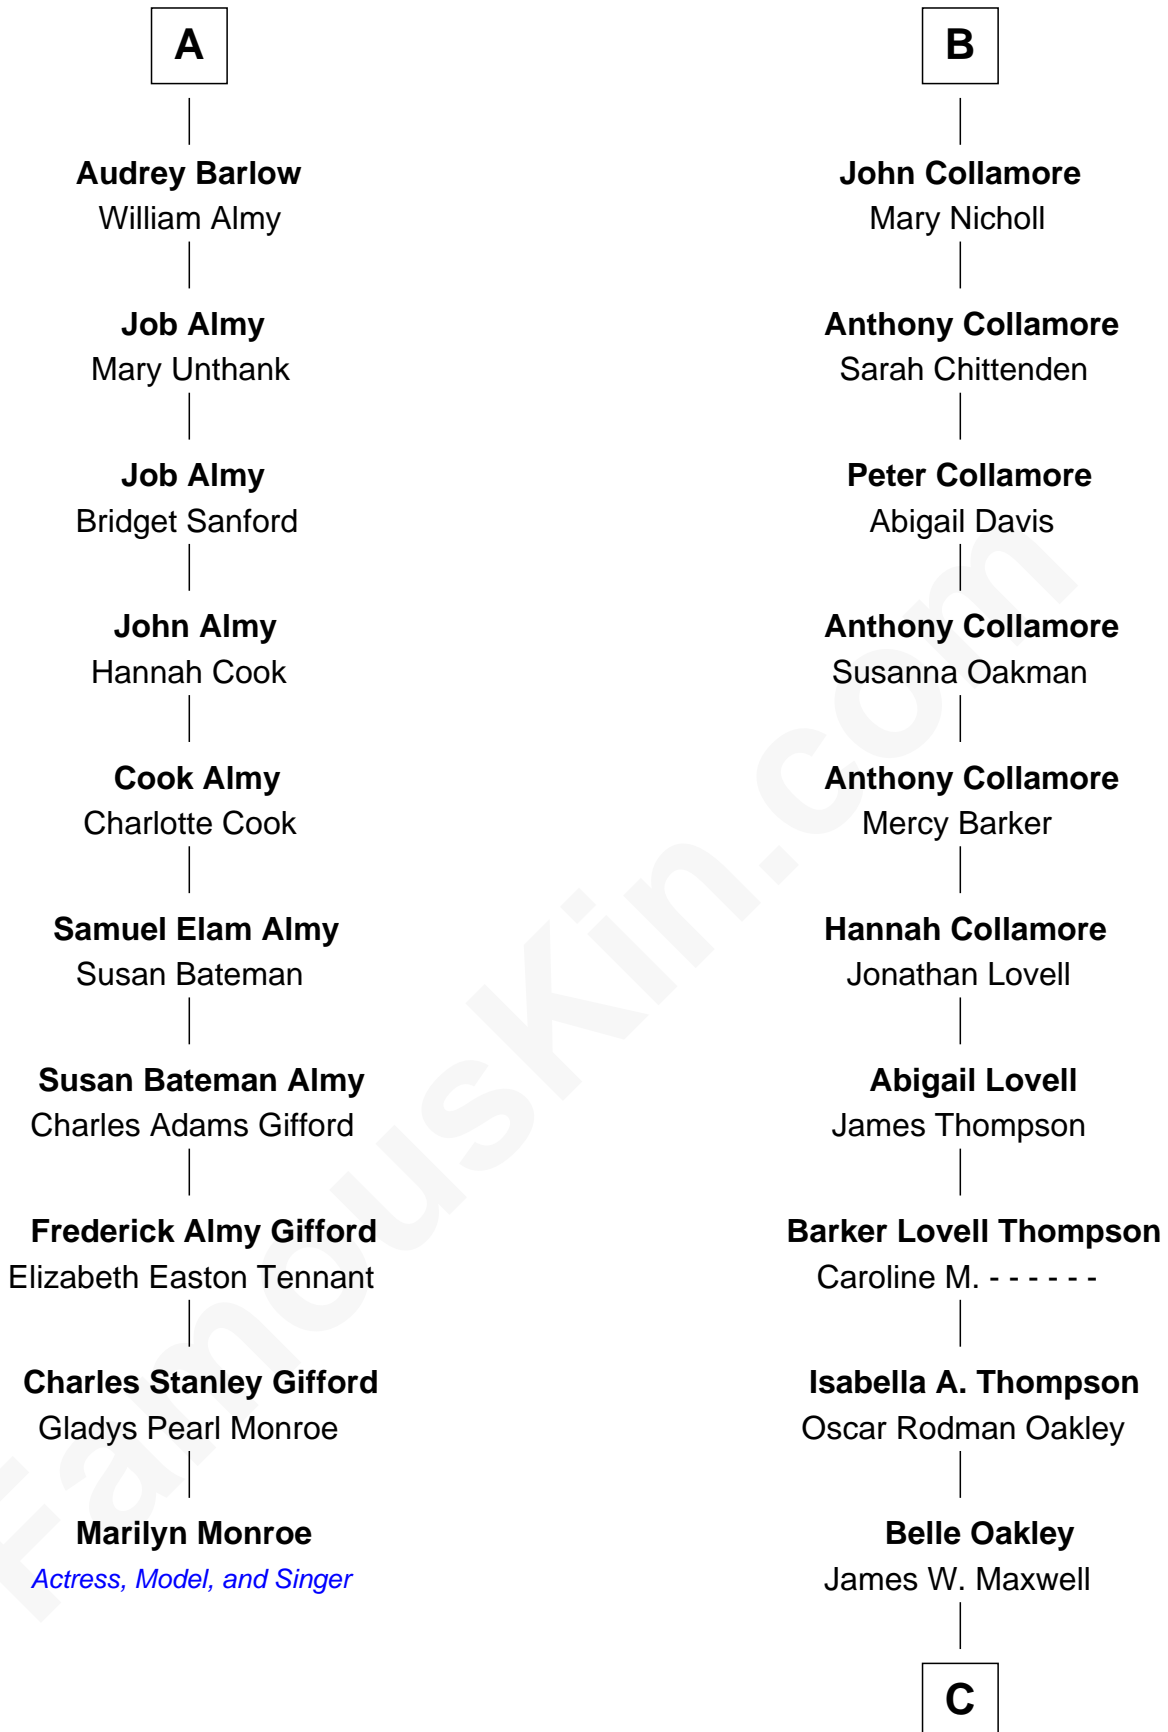 A
Audrey Barlow
William Almy
Job Almy
Mary Unthank
Job Almy
Bridget Sanford
John Almy
Hannah Cook
Cook Almy
Charlotte Cook
Samuel Elam Almy
Susan Bateman
Susan Bateman Almy
Charles Adams Gifford
Frederick Almy Gifford
Elizabeth Easton Tennant
Charles Stanley Gifford
Gladys Pearl Monroe
Marilyn Monroe
Actress, Model, and Singer
B
John Collamore
Mary Nicholl
Anthony Collamore
Sarah Chittenden
Peter Collamore
Abigail Davis
Anthony Collamore
Susanna Oakman
Anthony Collamore
Mercy Barker
Hannah Collamore
Jonathan Lovell
Abigail Lovell
James Thompson
Barker Lovell Thompson
Caroline M. - - - - - -
Isabella A. Thompson
Oscar Rodman Oakley
Belle Oakley
James W. Maxwell
C
FamousKin.com